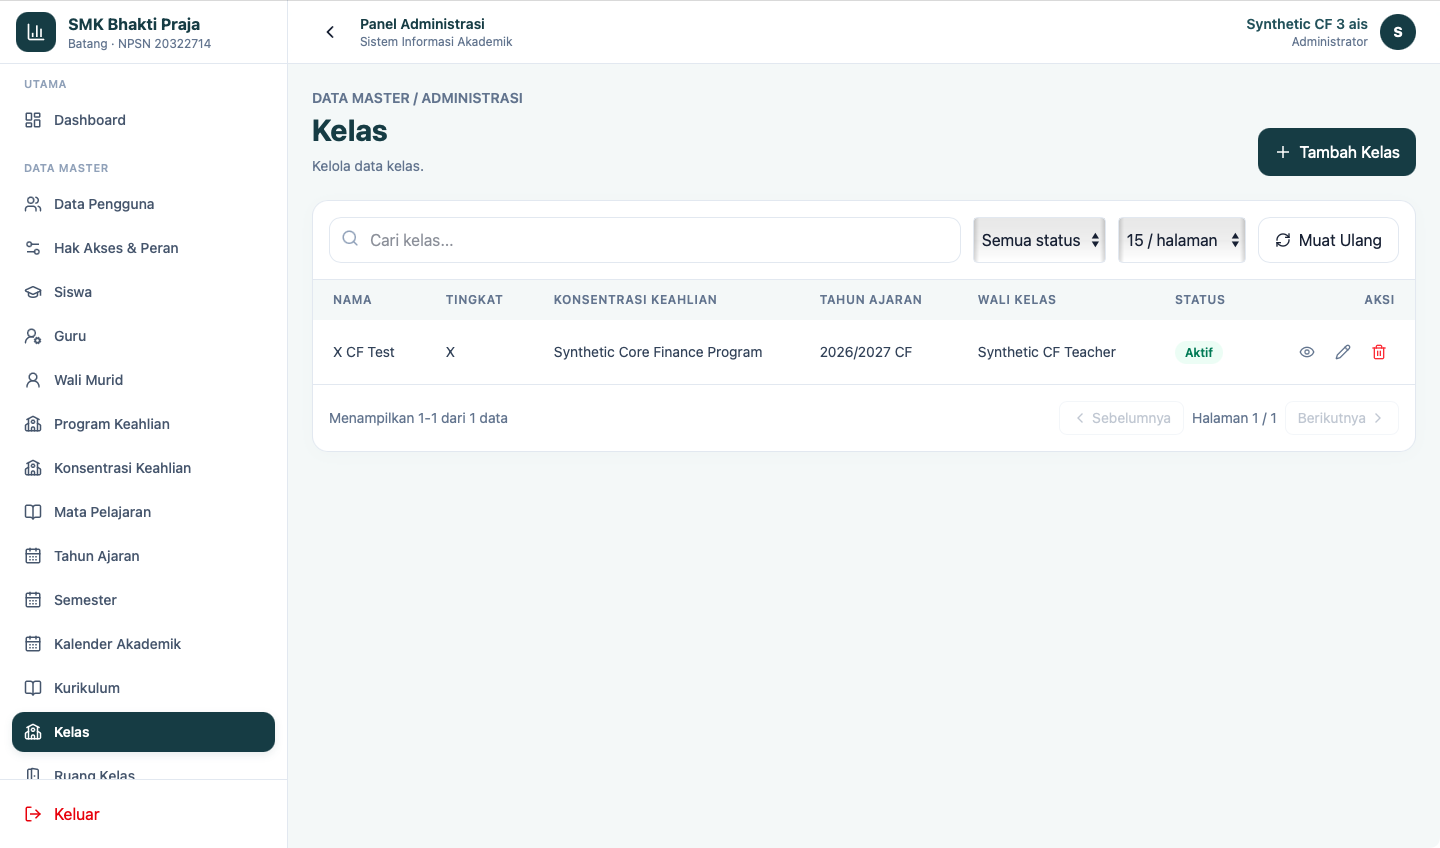 SMK Bhakti Praja
Batang · NPSN 20322714
UTAMA
Dashboard
DATA MASTER
Data Pengguna
Hak Akses & Peran
Siswa
Guru
Wali Murid
Program Keahlian
Konsentrasi Keahlian
Mata Pelajaran
Tahun Ajaran
Semester
Kalender Akademik
Kurikulum
Kelas
Ruang Kelas
Keluar
Panel Administrasi
Sistem Informasi Akademik
Synthetic CF 3 ais
Administrator
S
DATA MASTER / ADMINISTRASI
Kelas
Kelola data kelas.
Tambah Kelas
Cari kelas...
Semua status
15 / halaman
Muat Ulang
NAMA TINGKAT KONSENTRASI KEAHLIAN TAHUN AJARAN WALI KELAS STATUS AKSI
X CF Test X Synthetic Core Finance Program 2026/2027 CF Synthetic CF Teacher Aktif
Menampilkan 1-1 dari 1 data
Sebelumnya Halaman 1 / 1 Berikutnya